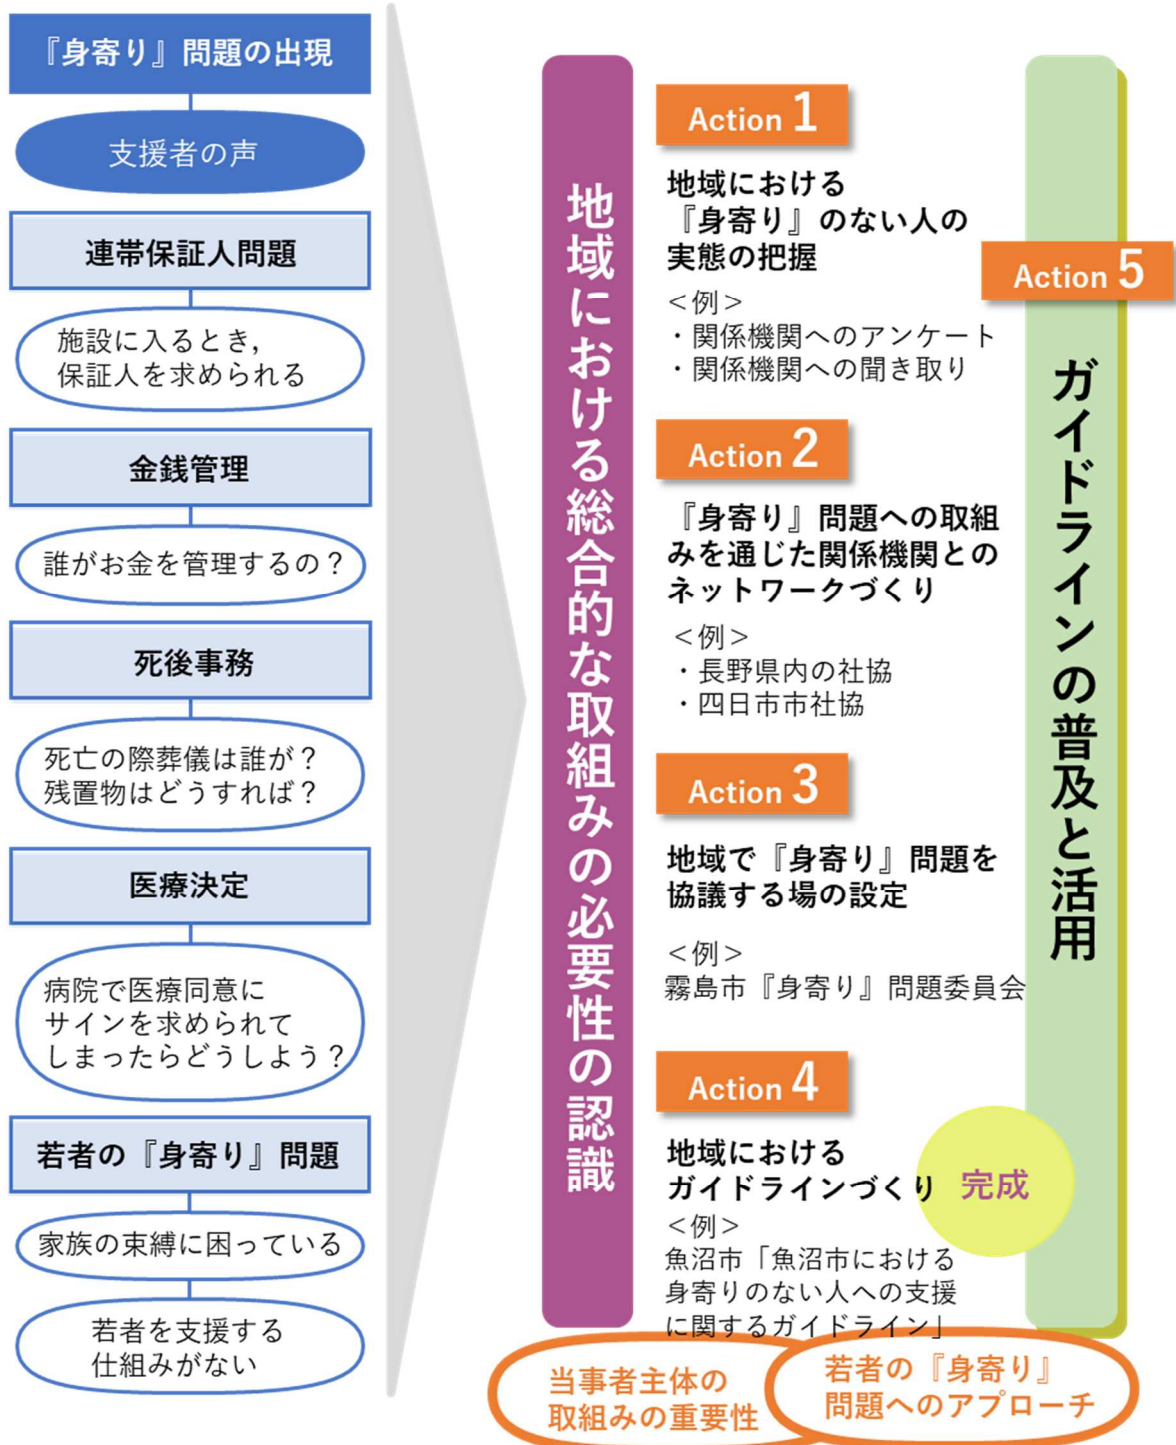 『身寄り』問題の出現
支援者の声
連帯保証人問題
施設に入るとき，
保証人を求められる
金銭管理
誰がお金を管理するの？
死後事務
死亡の際葬儀は誰が？
残置物はどうすれば？
医療決定
病院で医療同意に
サインを求められて
しまったらどうしよう？
若者の『身寄り』問題
家族の束縛に困っている
若者を支援する
仕組みがない
地域における総合的な取組みの必要性の認識
Action 1
地域における
『身寄り』のない人の
実態の把握
＜例＞
・関係機関へのアンケート
・関係機関への聞き取り
Action 2
『身寄り』問題への取組
みを通じた関係機関との
ネットワークづくり
＜例＞
・長野県内の社協
・四日市市社協
Action 3
地域で『身寄り』問題を
協議する場の設定
＜例＞
霧島市『身寄り』問題委員会
Action 4
地域における
ガイドラインづくり
完成
＜例＞
魚沼市「魚沼市における
身寄りのない人への支援
に関するガイドライン」
Action 5
ガイドラインの普及と活用
当事者主体の
取組みの重要性
若者の『身寄り』
問題へのアプローチ